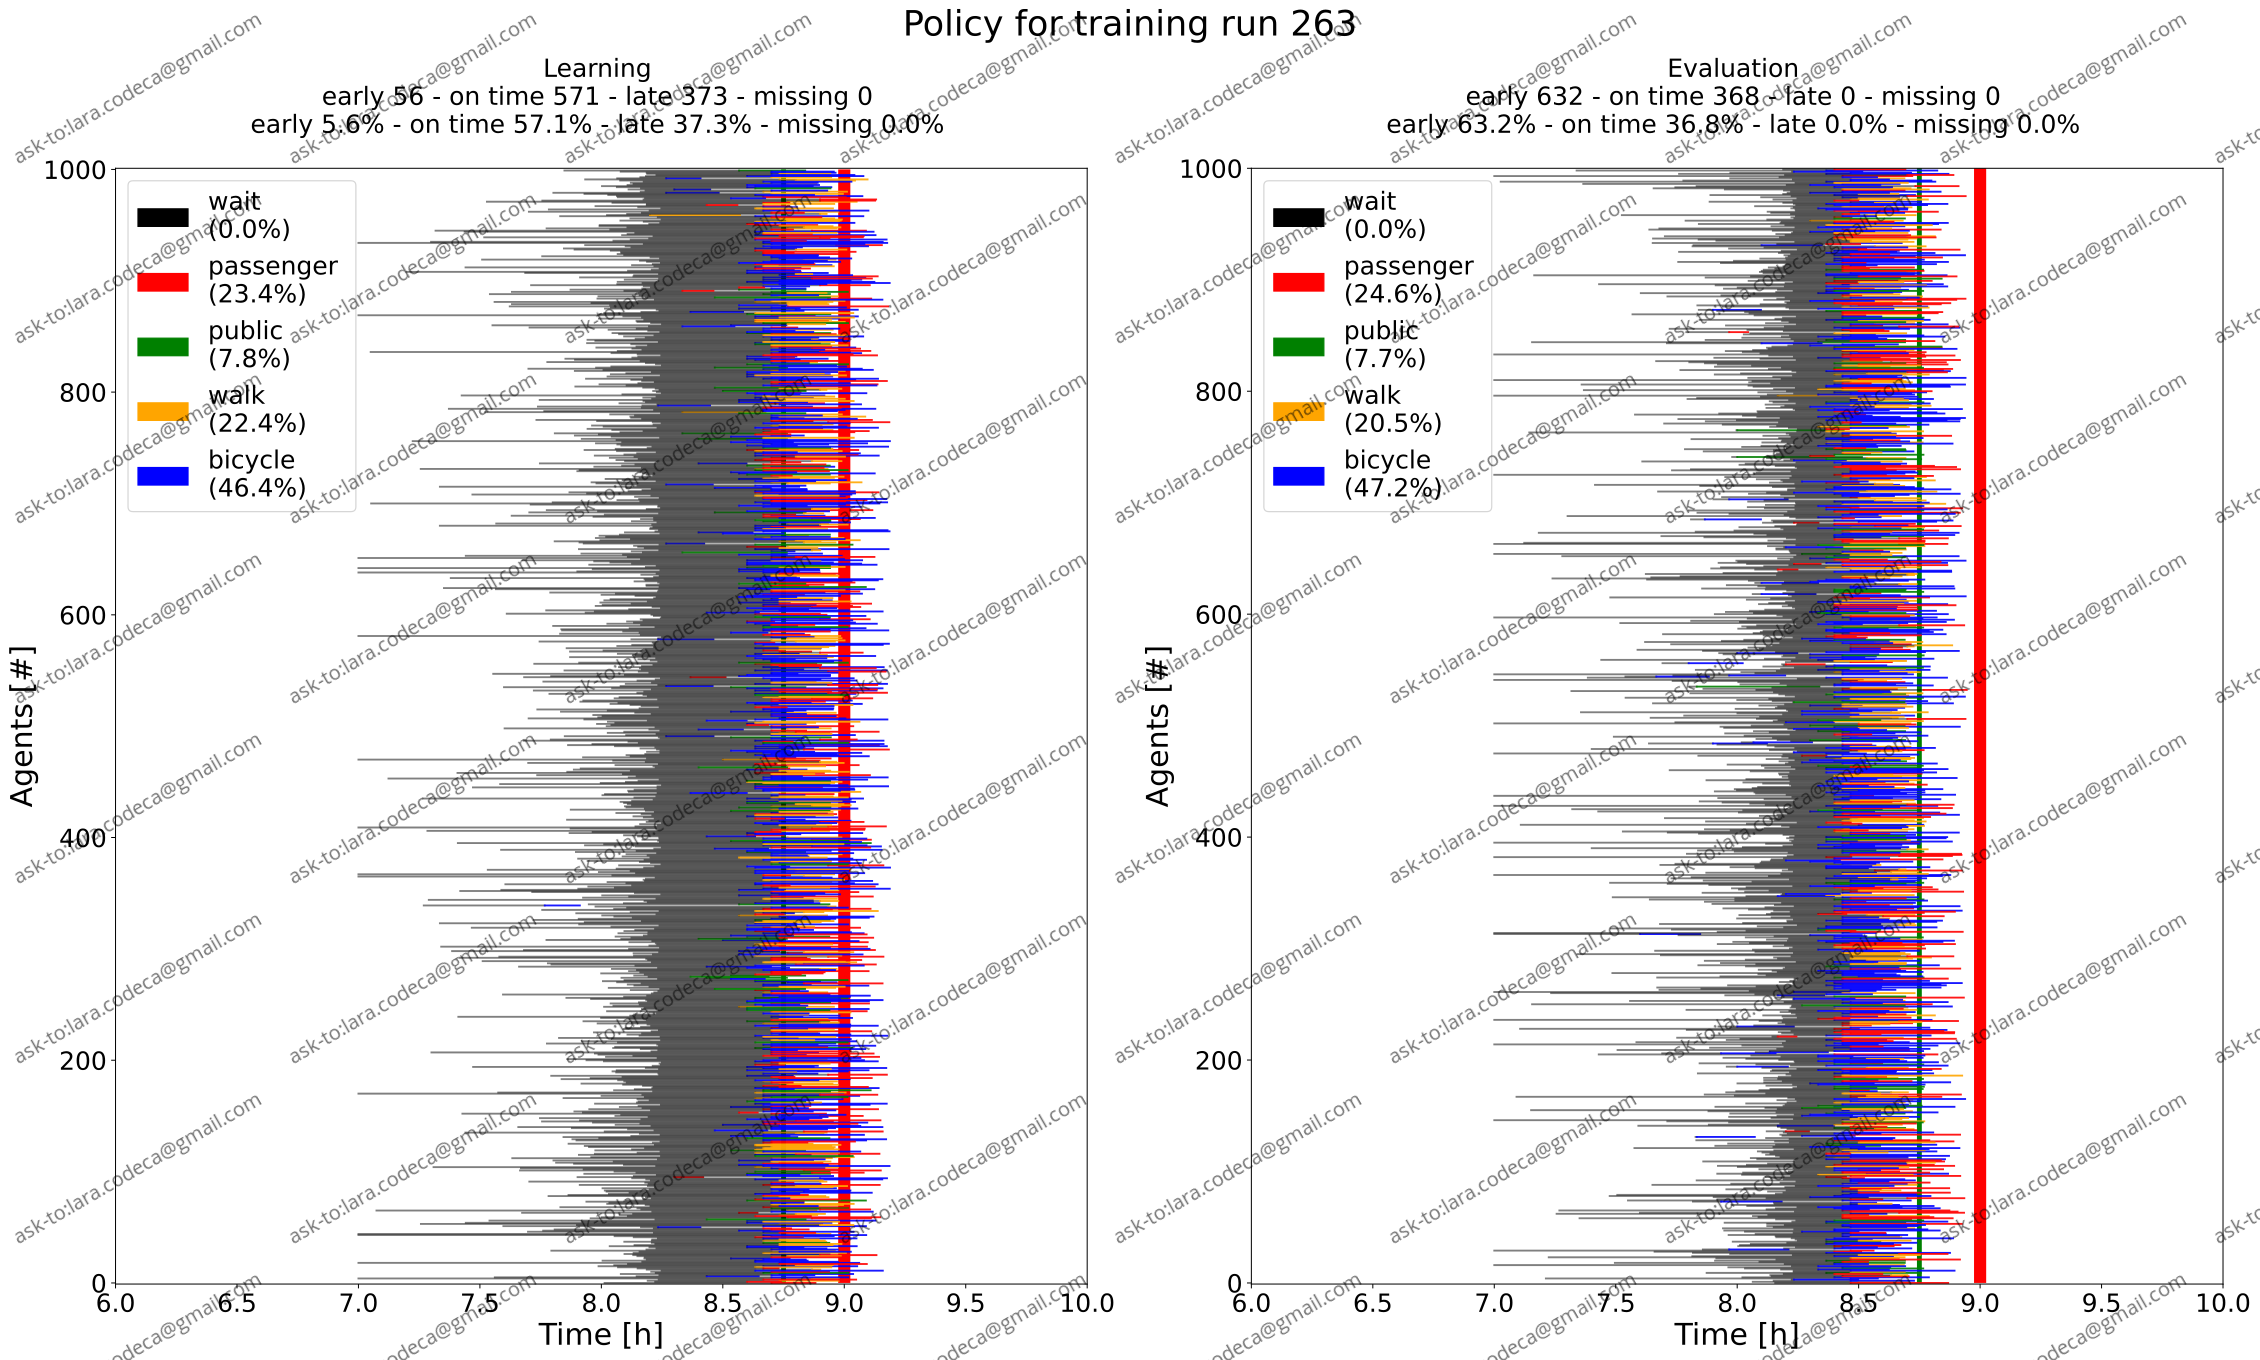 Policy for training run 263
Learning
early 56 - on time 571 - late 373 - missing 0
early 5.6% - on time 57.1% - late 37.3% - missing 0.0%
1000
800
600
400
200
0
Agents [#]
wait
(0.0%)
passenger
(23.4%)
public
(7.8%)
walk
(22.4%)
bicycle
(46.4%)
6.0 6.5 7.0 7.5 8.0 8.5 9.0 9.5 10.0
Time [h]
Evaluation
early 632 - on time 368 - late 0 - missing 0
early 63.2% - on time 36.8% - late 0.0% - missing 0.0%
1000
800
600
400
200
0
Agents [#]
wait
(0.0%)
passenger
(24.6%)
public
(7.7%)
walk
(20.5%)
bicycle
(47.2%)
6.0 6.5 7.0 7.5 8.0 8.5 9.0 9.5 10.0
Time [h]
ask-to:lara.codeca@gmail.com